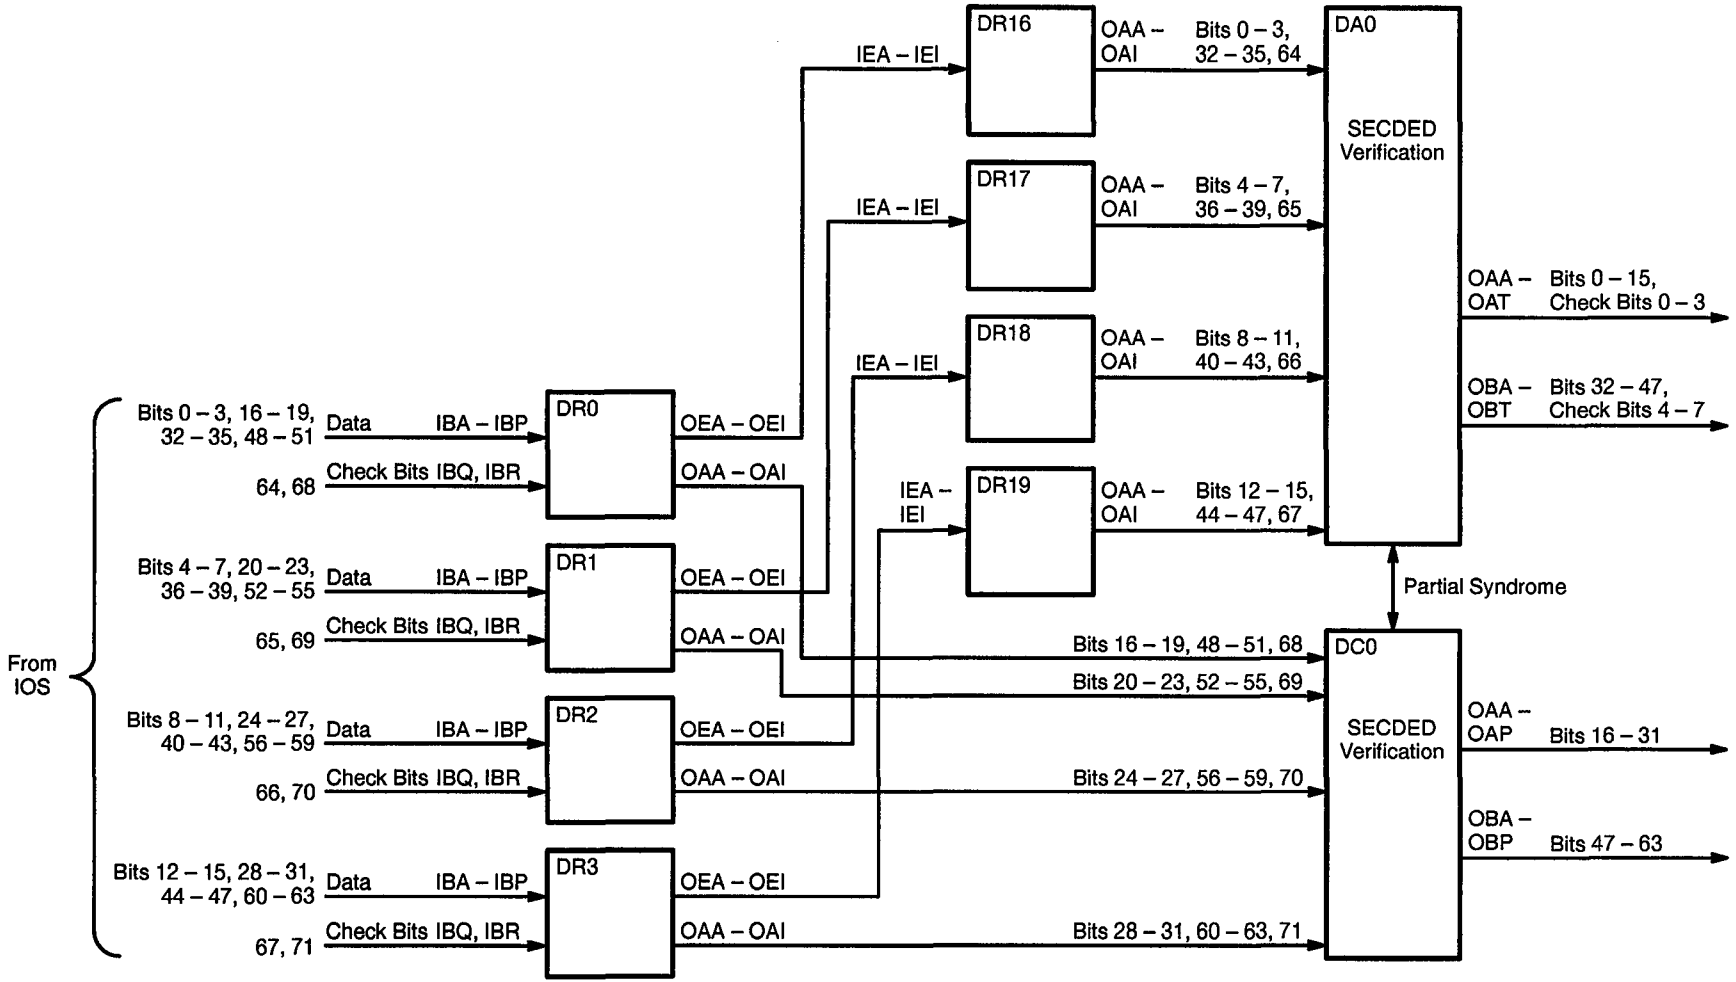 DR16
OAA – Bits 0 – 3,
OAI 32 – 35, 64
IEA – IEI
DA0
SECDED
Verification
DR17
OAA – Bits 4 – 7,
OAI 36 – 39, 65
IEA – IEI
DR18
OAA – Bits 8 – 11,
OAI 40 – 43, 66
IEA – IEI
DR19
OAA – Bits 12 – 15,
OAI 44 – 47, 67
IEA –
IEI
OAA – Bits 0 – 15,
OAT Check Bits 0 – 3
OBA – Bits 32 – 47,
OBT Check Bits 4 – 7
From
IOS
Bits 0 – 3, 16 – 19,
32 – 35, 48 – 51
Data IBA – IBP
64, 68
Check Bits IBQ, IBR
DR0
OEA – OEI
OAA – OAI
Bits 4 – 7, 20 – 23,
36 – 39, 52 – 55
Data IBA – IBP
65, 69
Check Bits IBQ, IBR
DR1
OEA – OEI
OAA – OAI
Bits 8 – 11, 24 – 27,
40 – 43, 56 – 59
Data IBA – IBP
66, 70
Check Bits IBQ, IBR
DR2
OEA – OEI
OAA – OAI
Bits 12 – 15, 28 – 31,
44 – 47, 60 – 63
Data IBA – IBP
67, 71
Check Bits IBQ, IBR
DR3
OEA – OEI
OAA – OAI
Partial Syndrome
Bits 16 – 19, 48 – 51, 68
Bits 20 – 23, 52 – 55, 69
Bits 24 – 27, 56 – 59, 70
Bits 28 – 31, 60 – 63, 71
DC0
SECDED
Verification
OAA –
OAP Bits 16 – 31
OBA –
OBP Bits 47 – 63